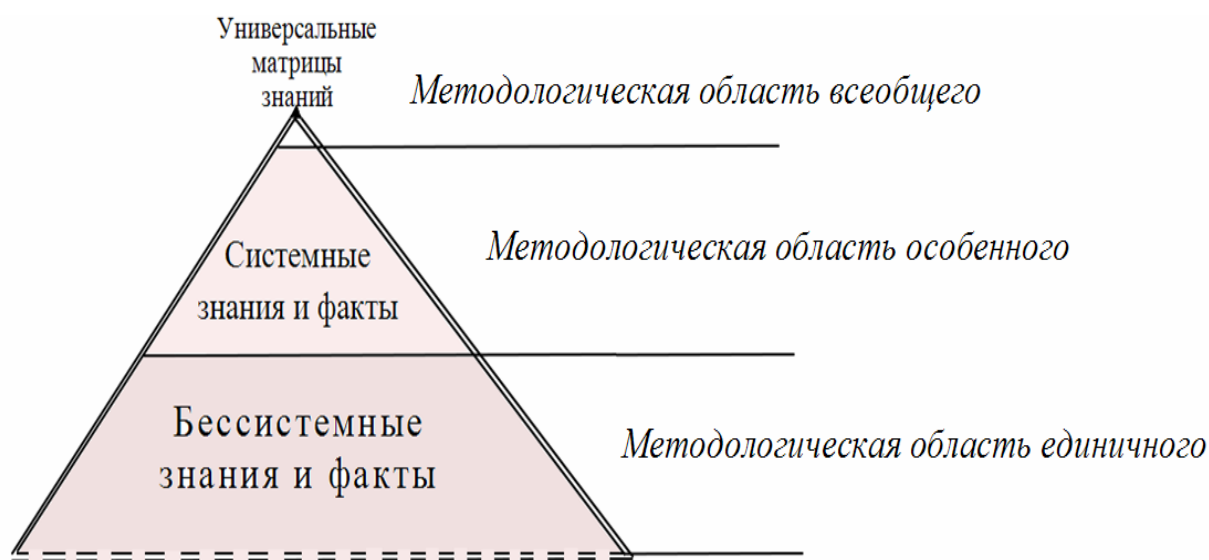 Универсальные
матрицы
знаний
Методологическая область всеобщего
Системные
знания и факты
Методологическая область особенного
Бессистемные
знания и факты
Методологическая область единичного